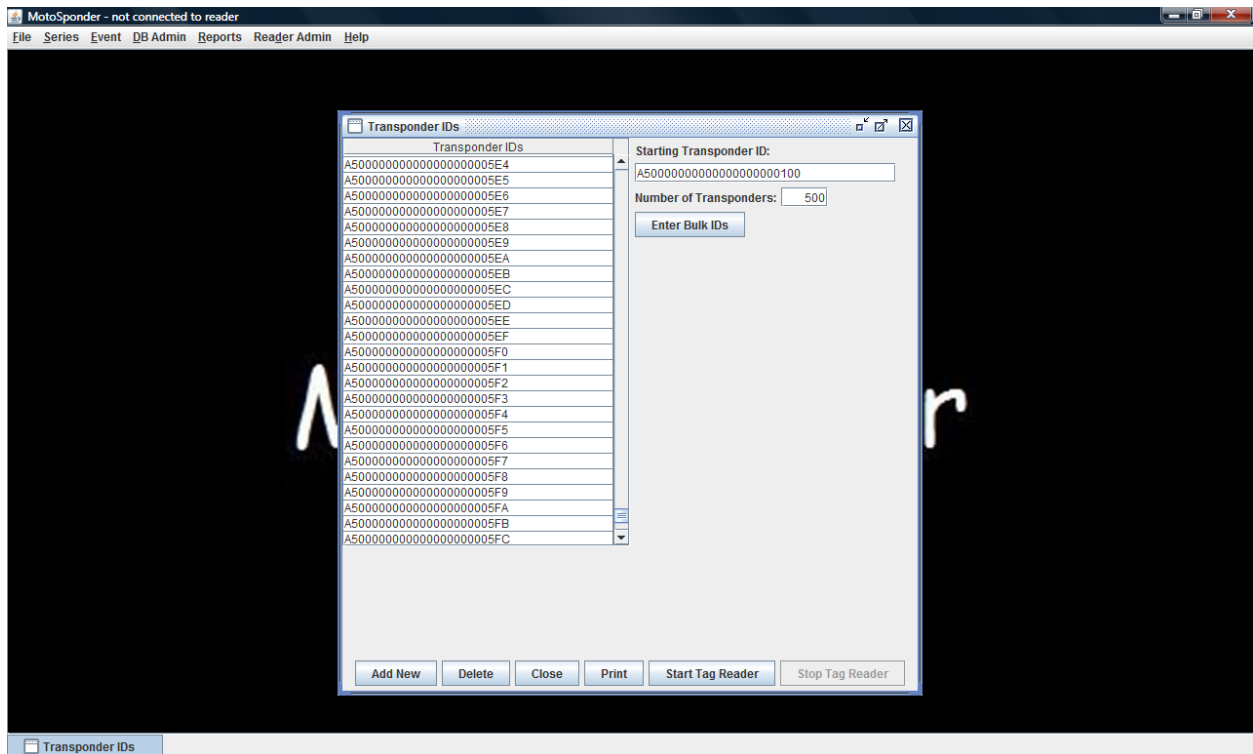 MotoSponder - not connected to reader
File Series Event DB Admin Reports Reader Admin Help
Transponder IDs
Transponder IDs
A500000000000000000005E4
A500000000000000000005E5
A500000000000000000005E6
A500000000000000000005E7
A500000000000000000005E8
A500000000000000000005E9
A500000000000000000005EA
A500000000000000000005EB
A500000000000000000005EC
A500000000000000000005ED
A500000000000000000005EE
A500000000000000000005EF
A500000000000000000005F0
A500000000000000000005F1
A500000000000000000005F2
A500000000000000000005F3
A500000000000000000005F4
A500000000000000000005F5
A500000000000000000005F6
A500000000000000000005F7
A500000000000000000005F8
A500000000000000000005F9
A500000000000000000005FA
A500000000000000000005FB
A500000000000000000005FC
Starting Transponder ID:
A50000000000000000000100
Number of Transponders: 500
Enter Bulk IDs
Add New Delete Close Print Start Tag Reader Stop Tag Reader
Transponder IDs